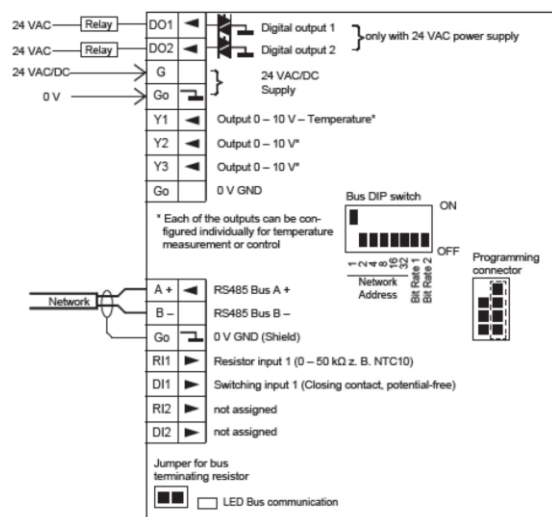 24 VAC Relay DO1 Digital output 1
24 VAC Relay DO2 Digital output 2
only with 24 VAC power supply
24 VAC/DC G 24 VAC/DC
Supply
0 V Go
Y1 Output 0 – 10 V – Temperature*
Y2 Output 0 – 10 V*
Y3 Output 0 – 10 V*
Go 0 V GND
* Each of the outputs can be con-
figured individually for temperature
measurement or control
Bus DIP switch
ON
OFF
1 2 4 8 16 32 Bit Rate 1 Bit Rate 2
Network
Address
Programming
connector
Network
A + RS485 Bus A +
B – RS485 Bus B –
Go 0 V GND (Shield)
RI1 Resistor input 1 (0 – 50 kΩ z. B. NTC10)
DI1 Switching input 1 (Closing contact, potential-free)
RI2 not assigned
DI2 not assigned
Jumper for bus
terminating resistor
LED Bus communication